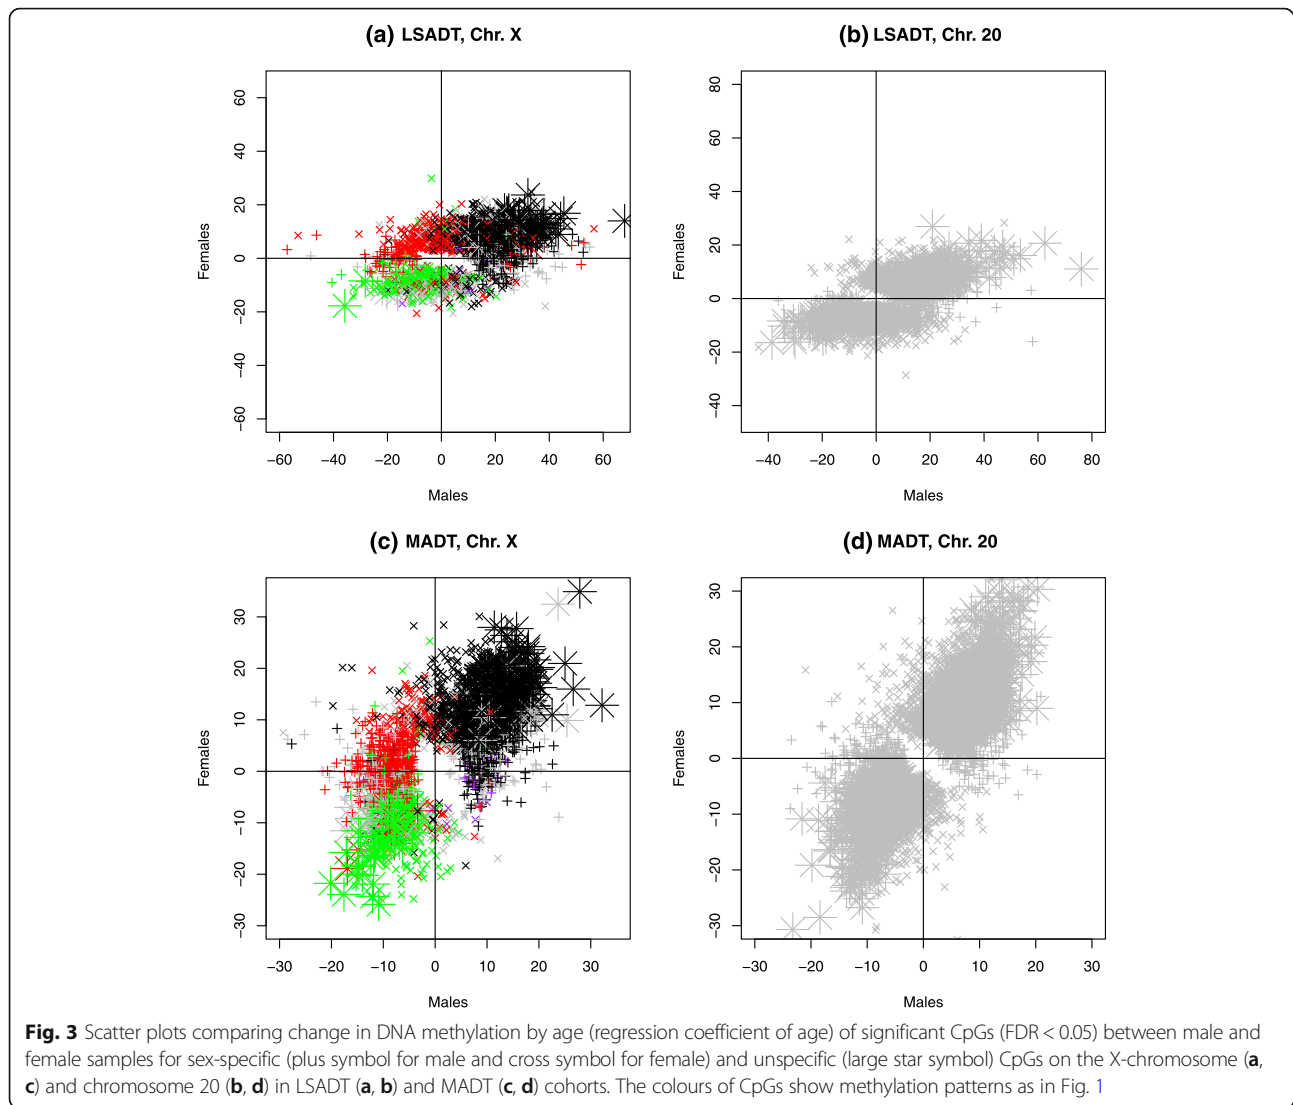 (a) LSADT, Chr. X
(b) LSADT, Chr. 20
Females
60
40
20
0
−20
−40
−60
−60 −40 −20 0 20 40 60
Males
Females
80
60
40
20
0
−20
−40
−40 −20 0 20 40 60 80
Males
(c) MADT, Chr. X
(d) MADT, Chr. 20
Females
30
20
10
0
−10
−20
−30
−30 −20 −10 0 10 20 30
Males
Females
30
20
10
0
−10
−20
−30
−30 −20 −10 0 10 20 30
Males
Fig. 3 Scatter plots comparing change in DNA methylation by age (regression coefficient of age) of significant CpGs (FDR < 0.05) between male and
female samples for sex-specific (plus symbol for male and cross symbol for female) and unspecific (large star symbol) CpGs on the X-chromosome (a,
c) and chromosome 20 (b, d) in LSADT (a, b) and MADT (c, d) cohorts. The colours of CpGs show methylation patterns as in Fig. 1